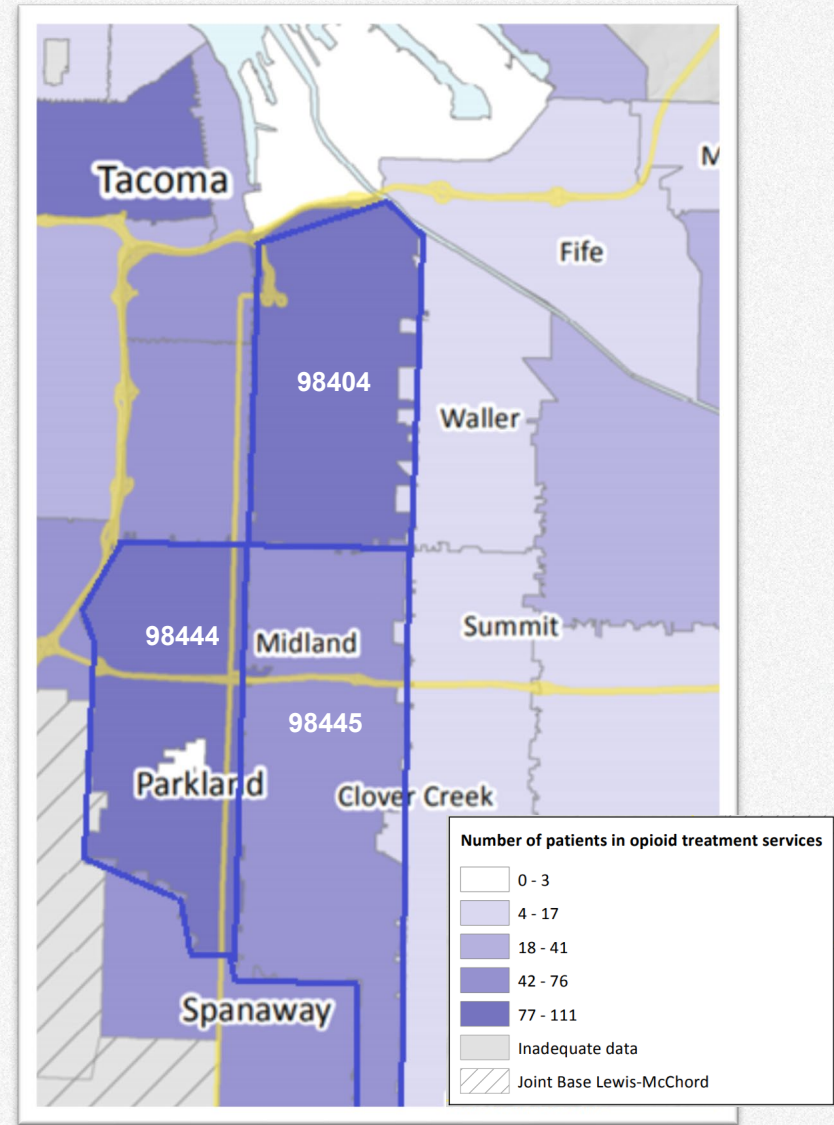 Tacoma
M
Fife
98404
Waller
98444
Midland
Summit
98445
Parkland
Clover Creek
Spanaway
Number of patients in opioid treatment services
0 - 3
4 - 17
18 - 41
42 - 76
77 - 111
Inadequate data
Joint Base Lewis-McChord